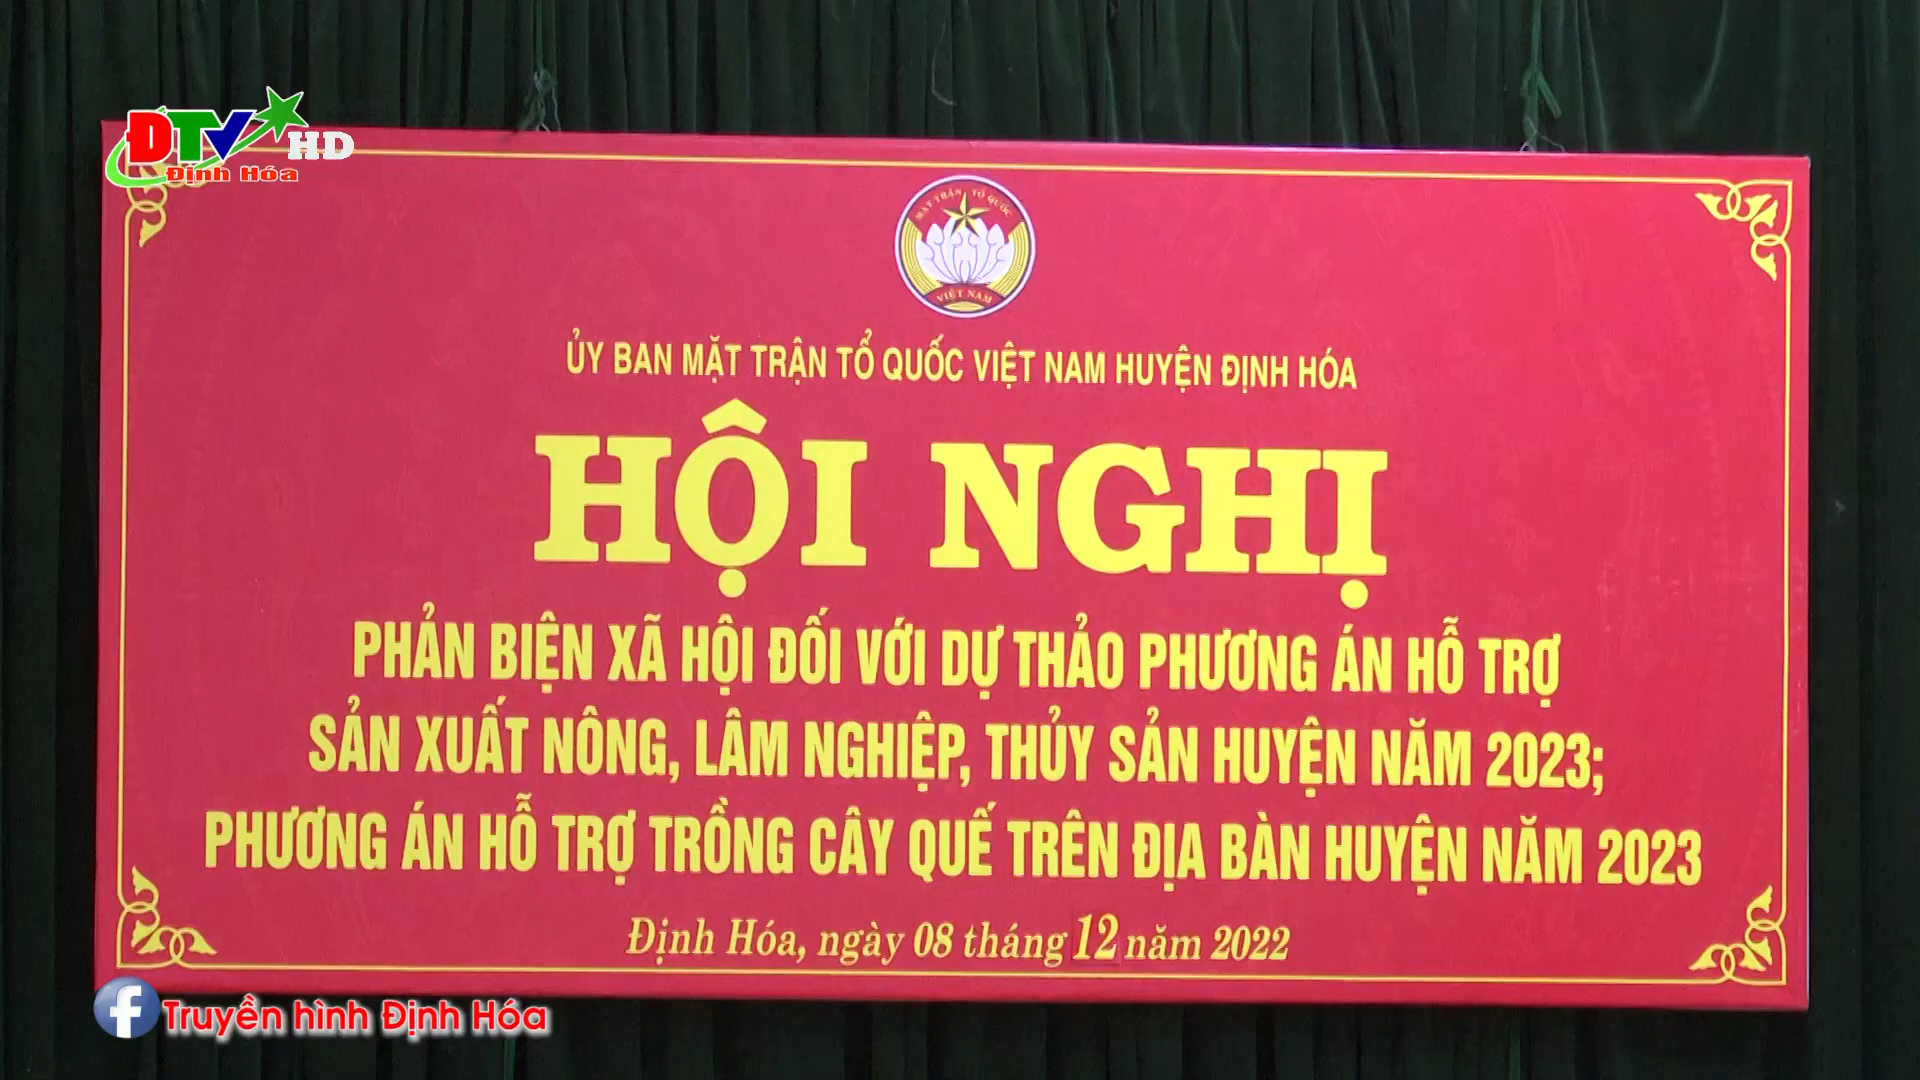 ĐTV HD
Định Hóa
MẶT TRẬN TỔ QUỐC
VIỆT NAM
ỦY BAN MẶT TRẬN TỔ QUỐC VIỆT NAM HUYỆN ĐỊNH HÓA
HỘI NGHỊ
PHẢN BIỆN XÃ HỘI ĐỐI VỚI DỰ THẢO PHƯƠNG ÁN HỖ TRỢ
SẢN XUẤT NÔNG, LÂM NGHIỆP, THỦY SẢN HUYỆN NĂM 2023;
PHƯƠNG ÁN HỖ TRỢ TRỒNG CÂY QUẾ TRÊN ĐỊA BÀN HUYỆN NĂM 2023
Định Hóa, ngày 08 tháng 12 năm 2022
f Truyền hình Định Hóa